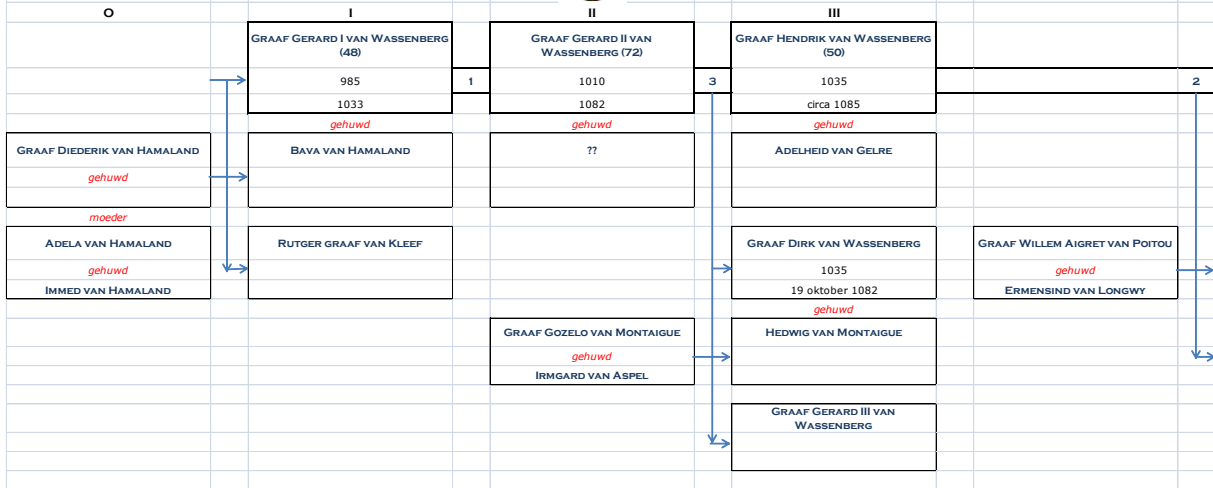 O I II III
Graaf Gerard I van Wassenberg
(48)
Graaf Gerard II van
Wassenberg (72)
Graaf Hendrik van Wassenberg
(50)
985 1 1010 3 1035 2
1033 1082 circa 1085
gehuwd gehuwd gehuwd
Graaf Diederik van Hamaland Bava van Hamaland ?? Adelheid van Gelre
gehuwd
moeder
Adela van Hamaland Rutger graaf van Kleef Graaf Dirk van Wassenberg Graaf Willem Aigret van Poitou
gehuwd 1035 gehuwd
Immed van Hamaland 19 oktober 1082 Ermensind van Longwy
gehuwd
Graaf Gozelo van Montaigue Hedwig van Montaigue
gehuwd
Irmgard van Aspel
Graaf Gerard III van
Wassenberg